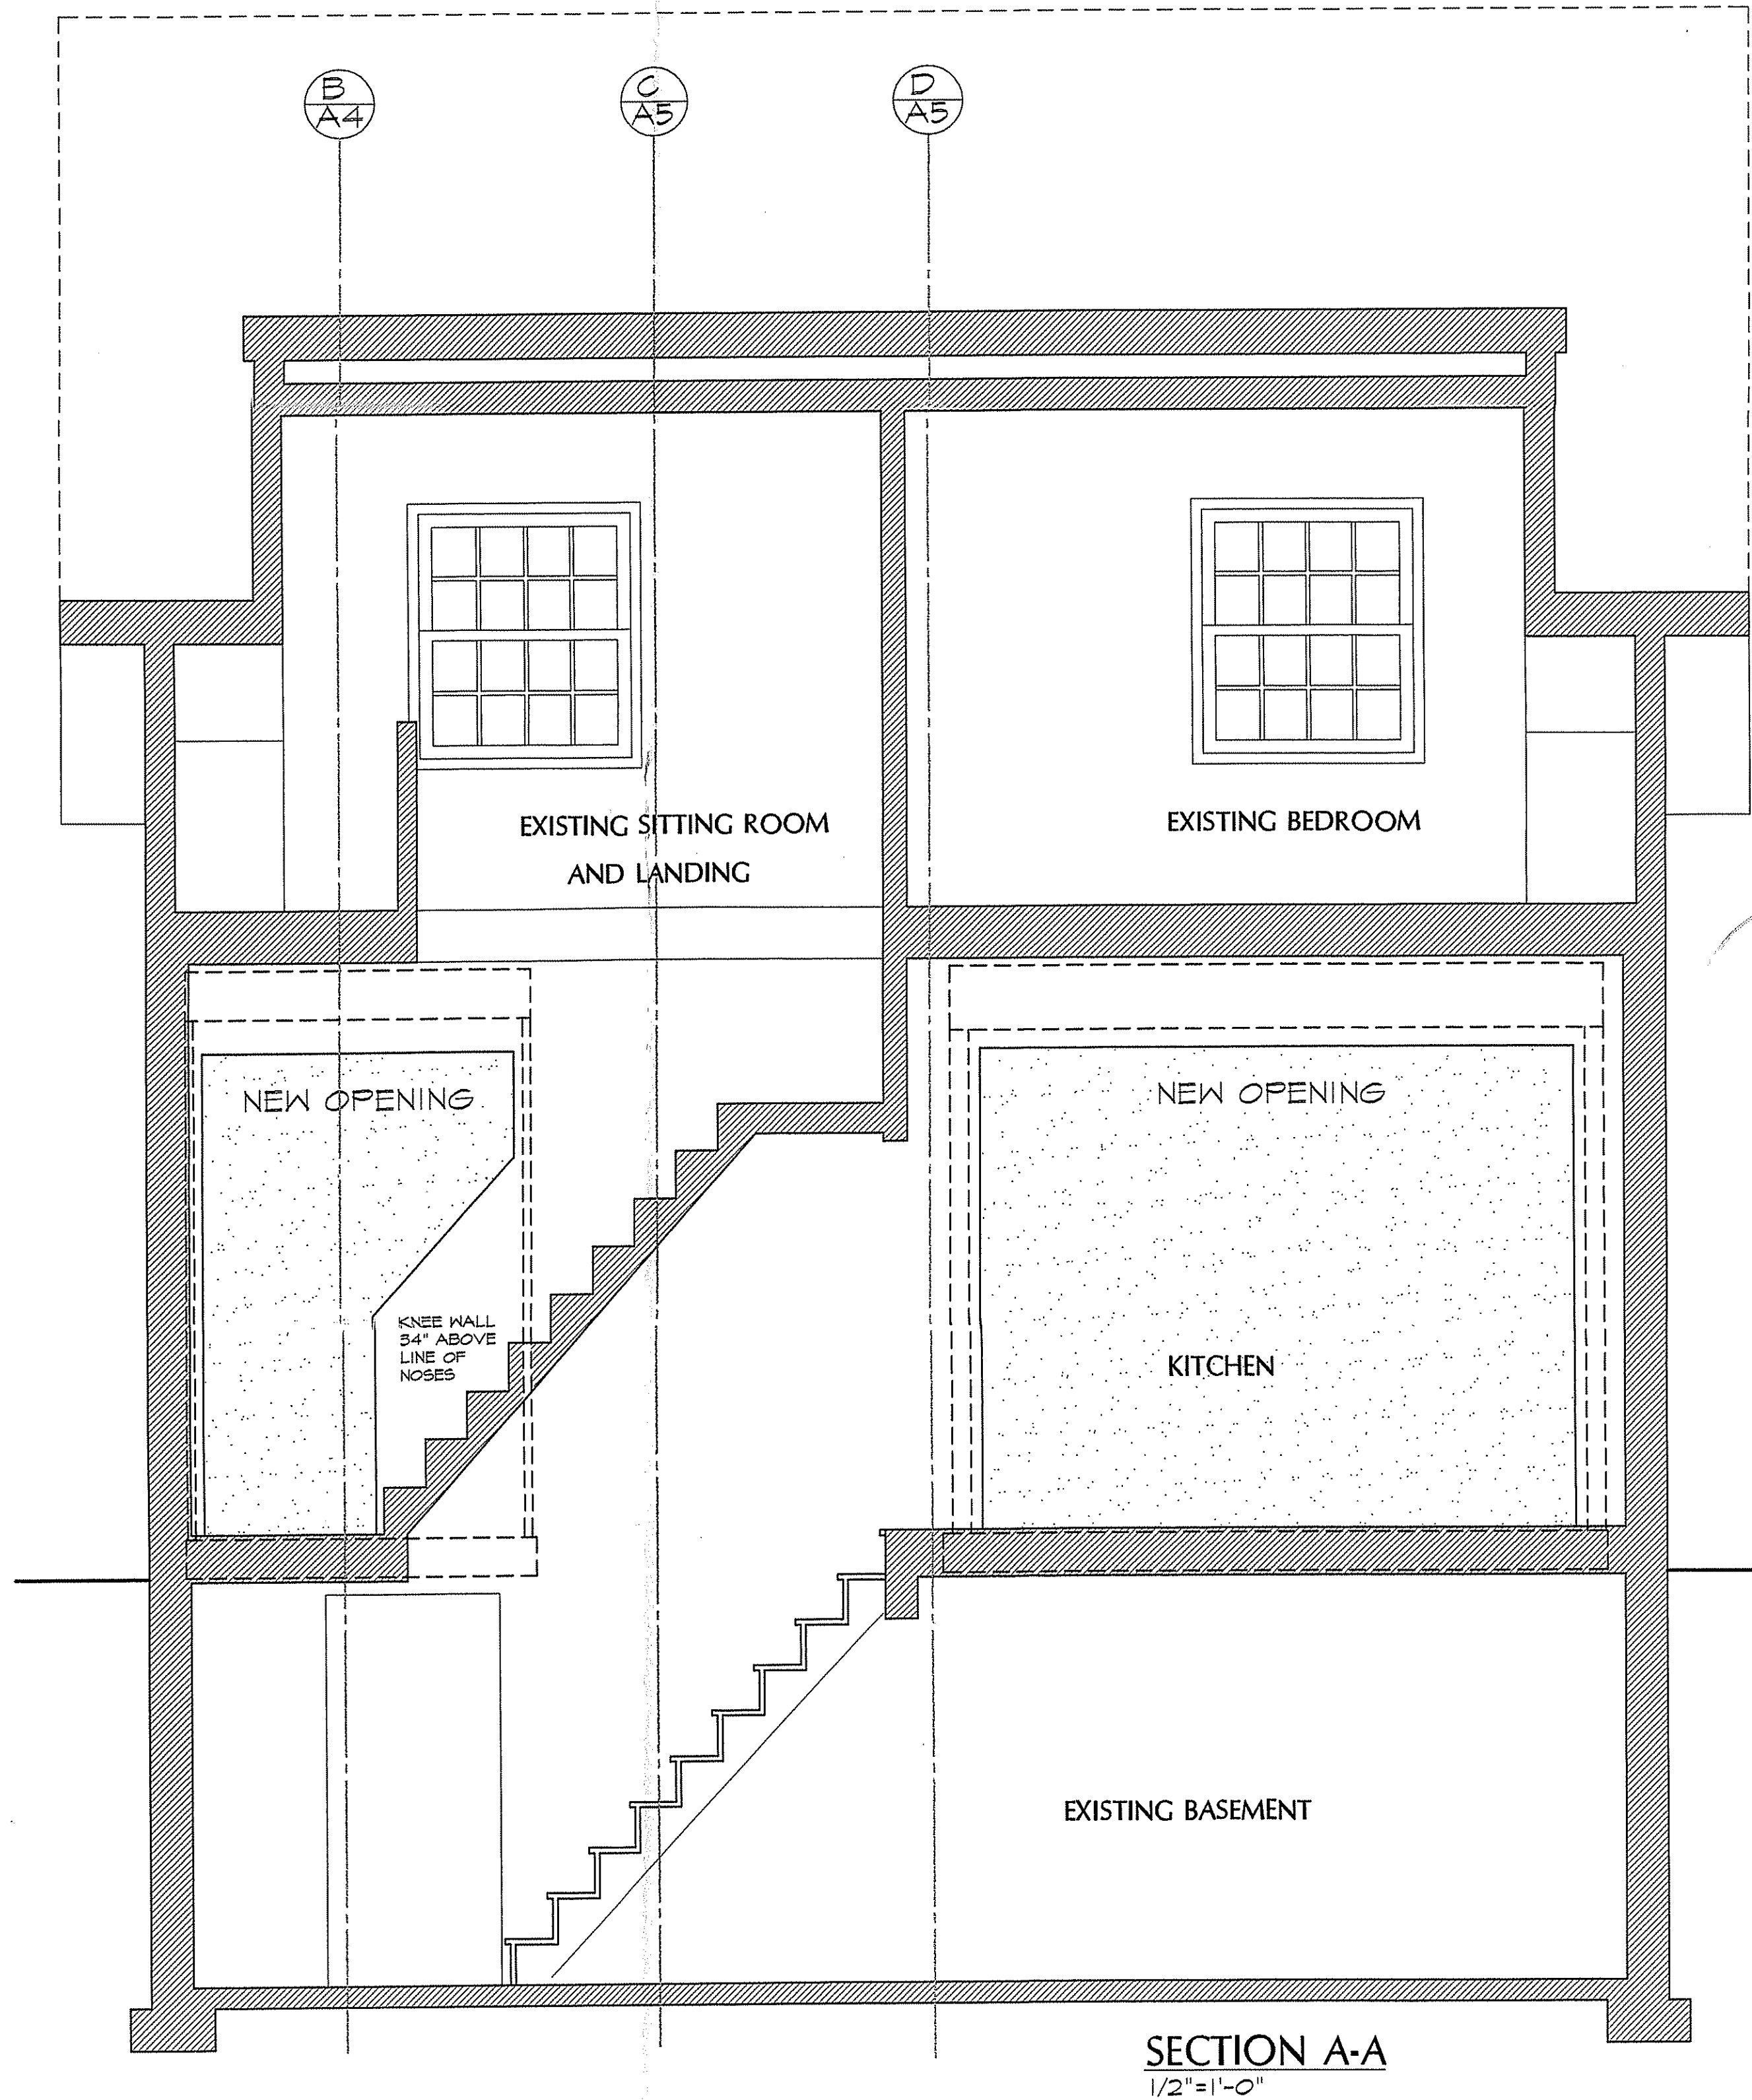 B
A4
C
A5
D
A5
EXISTING SITTING ROOM
AND LANDING
EXISTING BEDROOM
NEW OPENING
NEW OPENING
KNEE WALL
34" ABOVE
LINE OF
NOSES
KITCHEN
EXISTING BASEMENT
SECTION A-A
1/2"=1'-0"